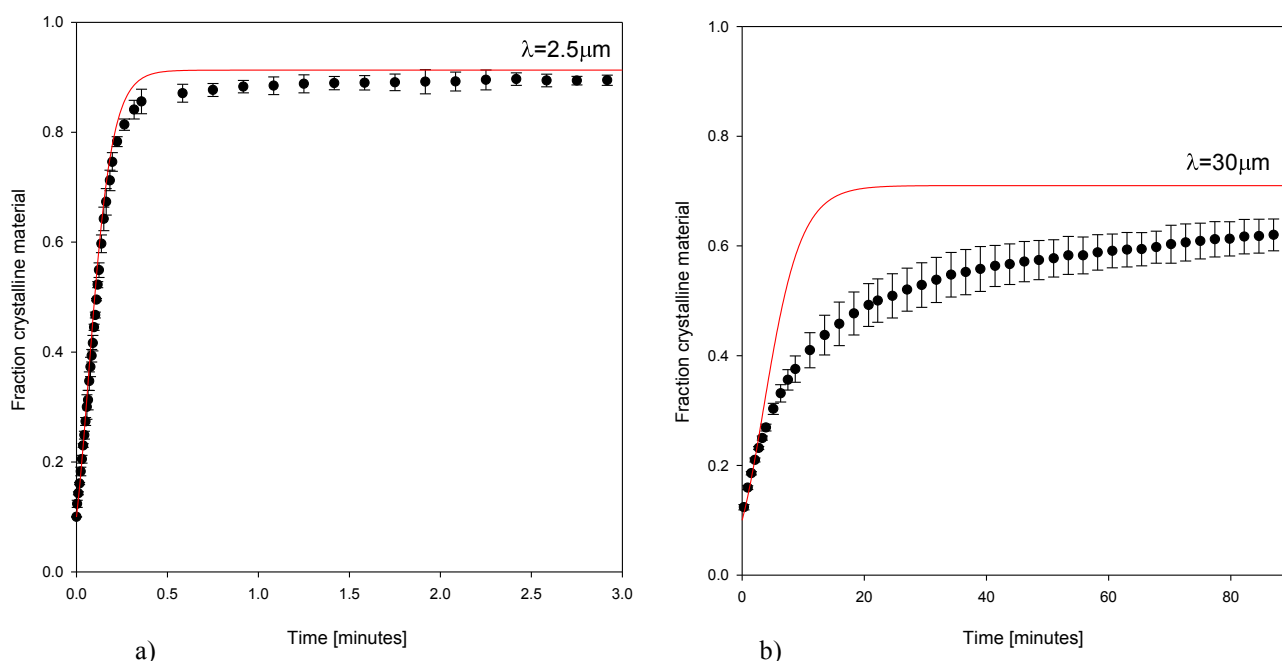 1.0
0.8
0.6
0.4
0.2
0.0
Fraction crystalline material
λ=2.5μm
0.0 0.5 1.0 1.5 2.0 2.5 3.0
Time [minutes]
a)
1.0
0.8
0.6
0.4
0.2
0.0
Fraction crystalline material
λ=30μm
0 20 40 60 80
Time [minutes]
b)